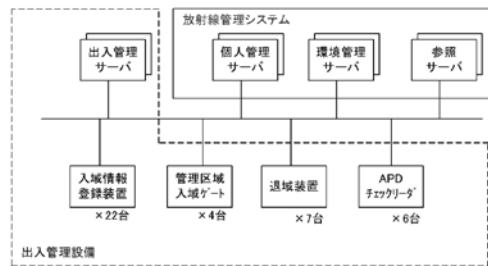 放射線管理システム
出入管理
サーバ
個人管理
サーバ
環境管理
サーバ
参照
サーバ
入域情報
登録装置
×22台
管理区域
入域ゲート
×4台
退域装置
×7台
APD
チェックリーダ
×6台
出入管理設備